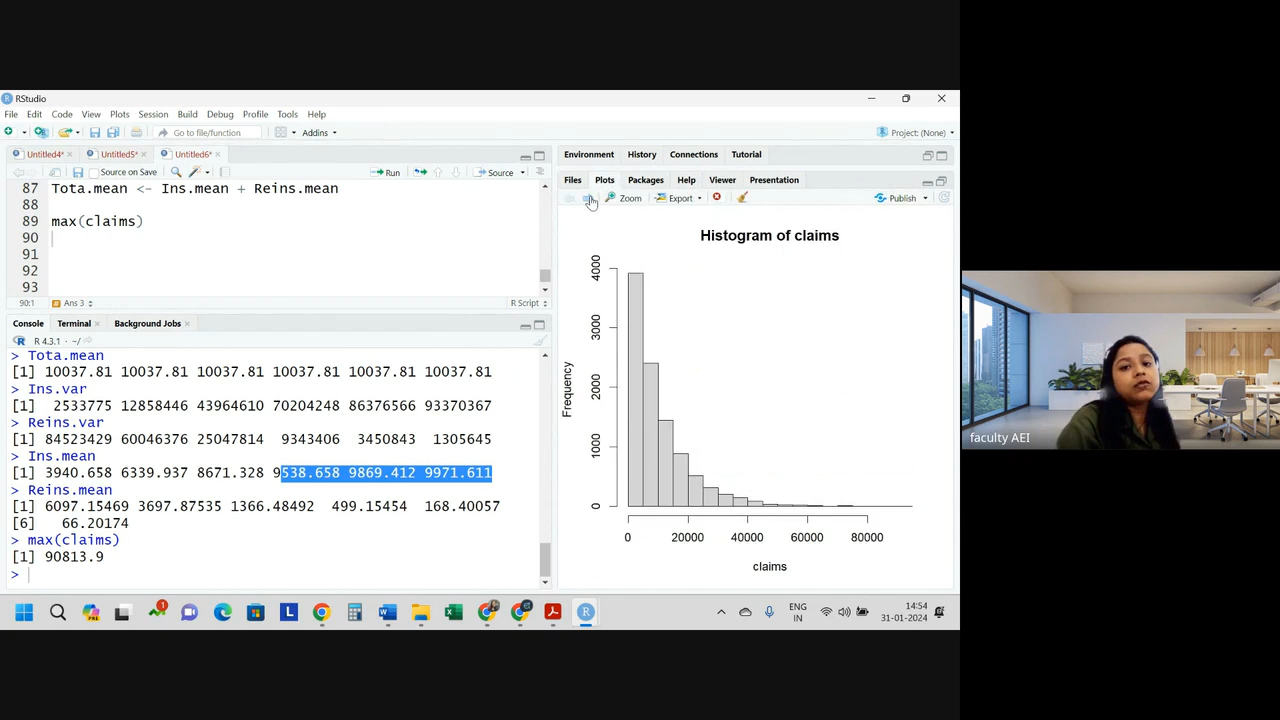 RStudio
File Edit Code View Plots Session Build Debug Profile Tools Help
Go to file/function Addins Project: (None)
Untitled4* Untitled5* Untitled6*
Source on Save Run Source
87 Tota.mean <- Ins.mean + Reins.mean
88
89 max(claims)
90
91
92
93
90:1 Ans 3 R Script
Console Terminal Background Jobs
R 4.3.1 · ~/
> Tota.mean
[1] 10037.81 10037.81 10037.81 10037.81 10037.81 10037.81
> Ins.var
[1] 2533775 12858446 43964610 70204248 86376566 93370367
> Reins.var
[1] 84523429 60046376 25047814 9343406 3450843 1305645
> Ins.mean
[1] 3940.658 6339.937 8671.328 9538.658 9869.412 9971.611
> Reins.mean
[1] 6097.15469 3697.87535 1366.48492 499.15454 168.40057
[6] 66.20174
> max(claims)
[1] 90813.9
>
Environment History Connections Tutorial
Files Plots Packages Help Viewer Presentation
Zoom Export Publish
Histogram of claims
Frequency
4000
3000
2000
1000
0
0 20000 40000 60000 80000
claims
faculty AEI
PRE
1
L
ENG
IN
14:54
31-01-2024